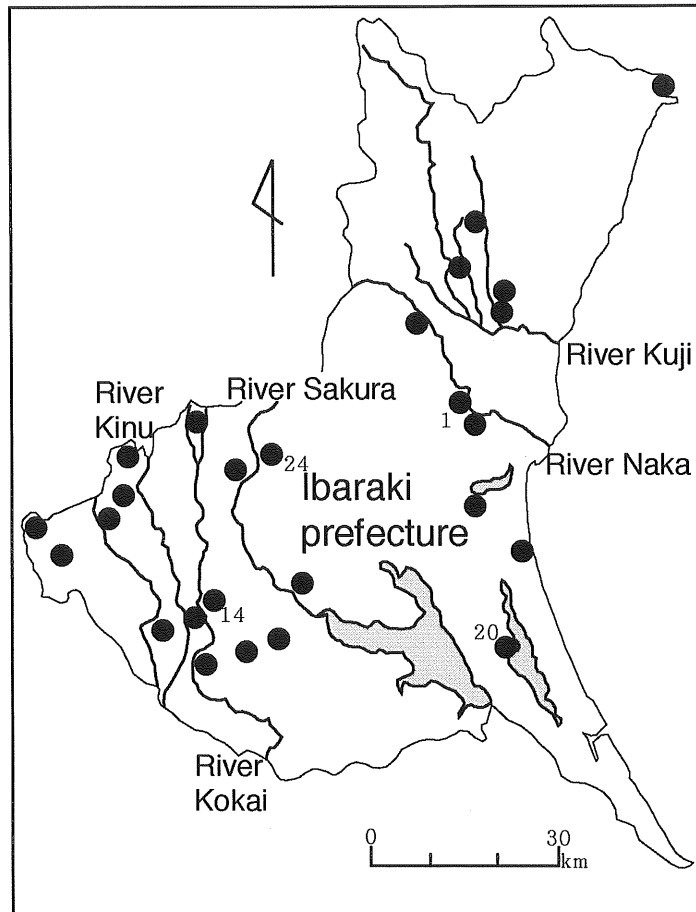 River Kuji
River Sakura
River
Kinu
1
River Naka
24
Ibaraki
prefecture
14
20
River
Kokai
0 30
km